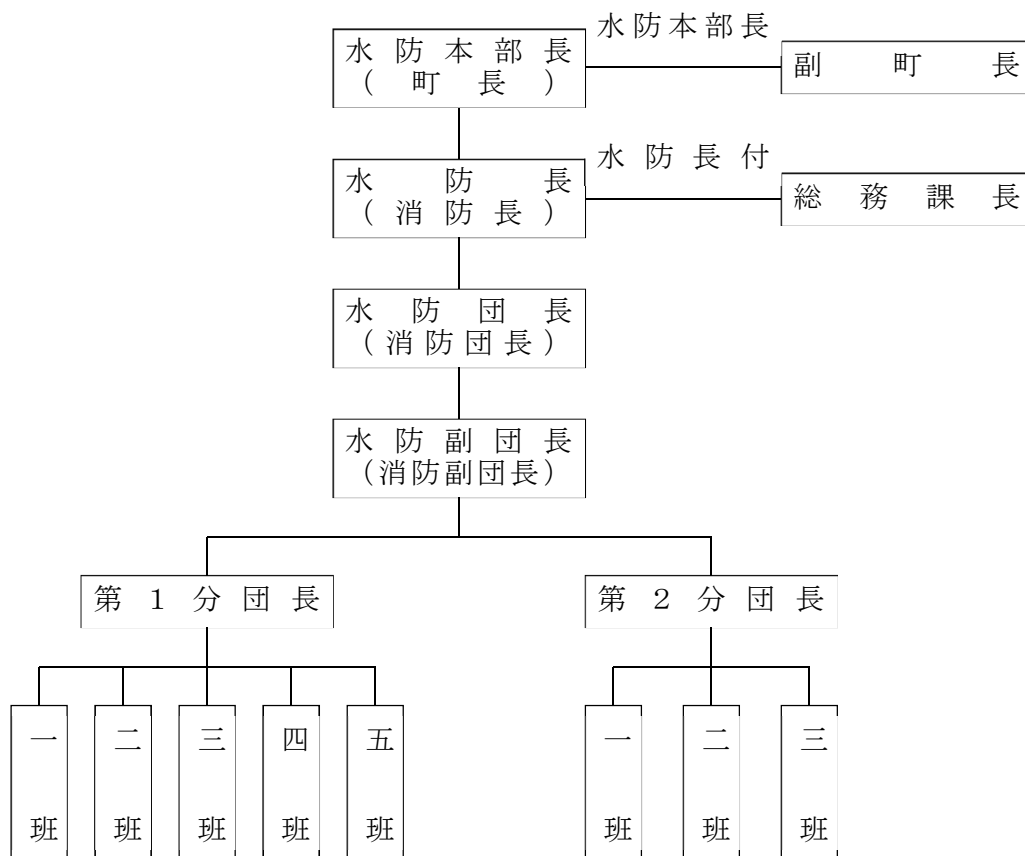 水防本部長
水防本部長
（町長）
副町長
水防長付
水防長
（消防長）
総務課長
水防団長
（消防団長）
水防副団長
（消防副団長）
第１分団長
第２分団長
一班
二班
三班
四班
五班
一班
二班
三班